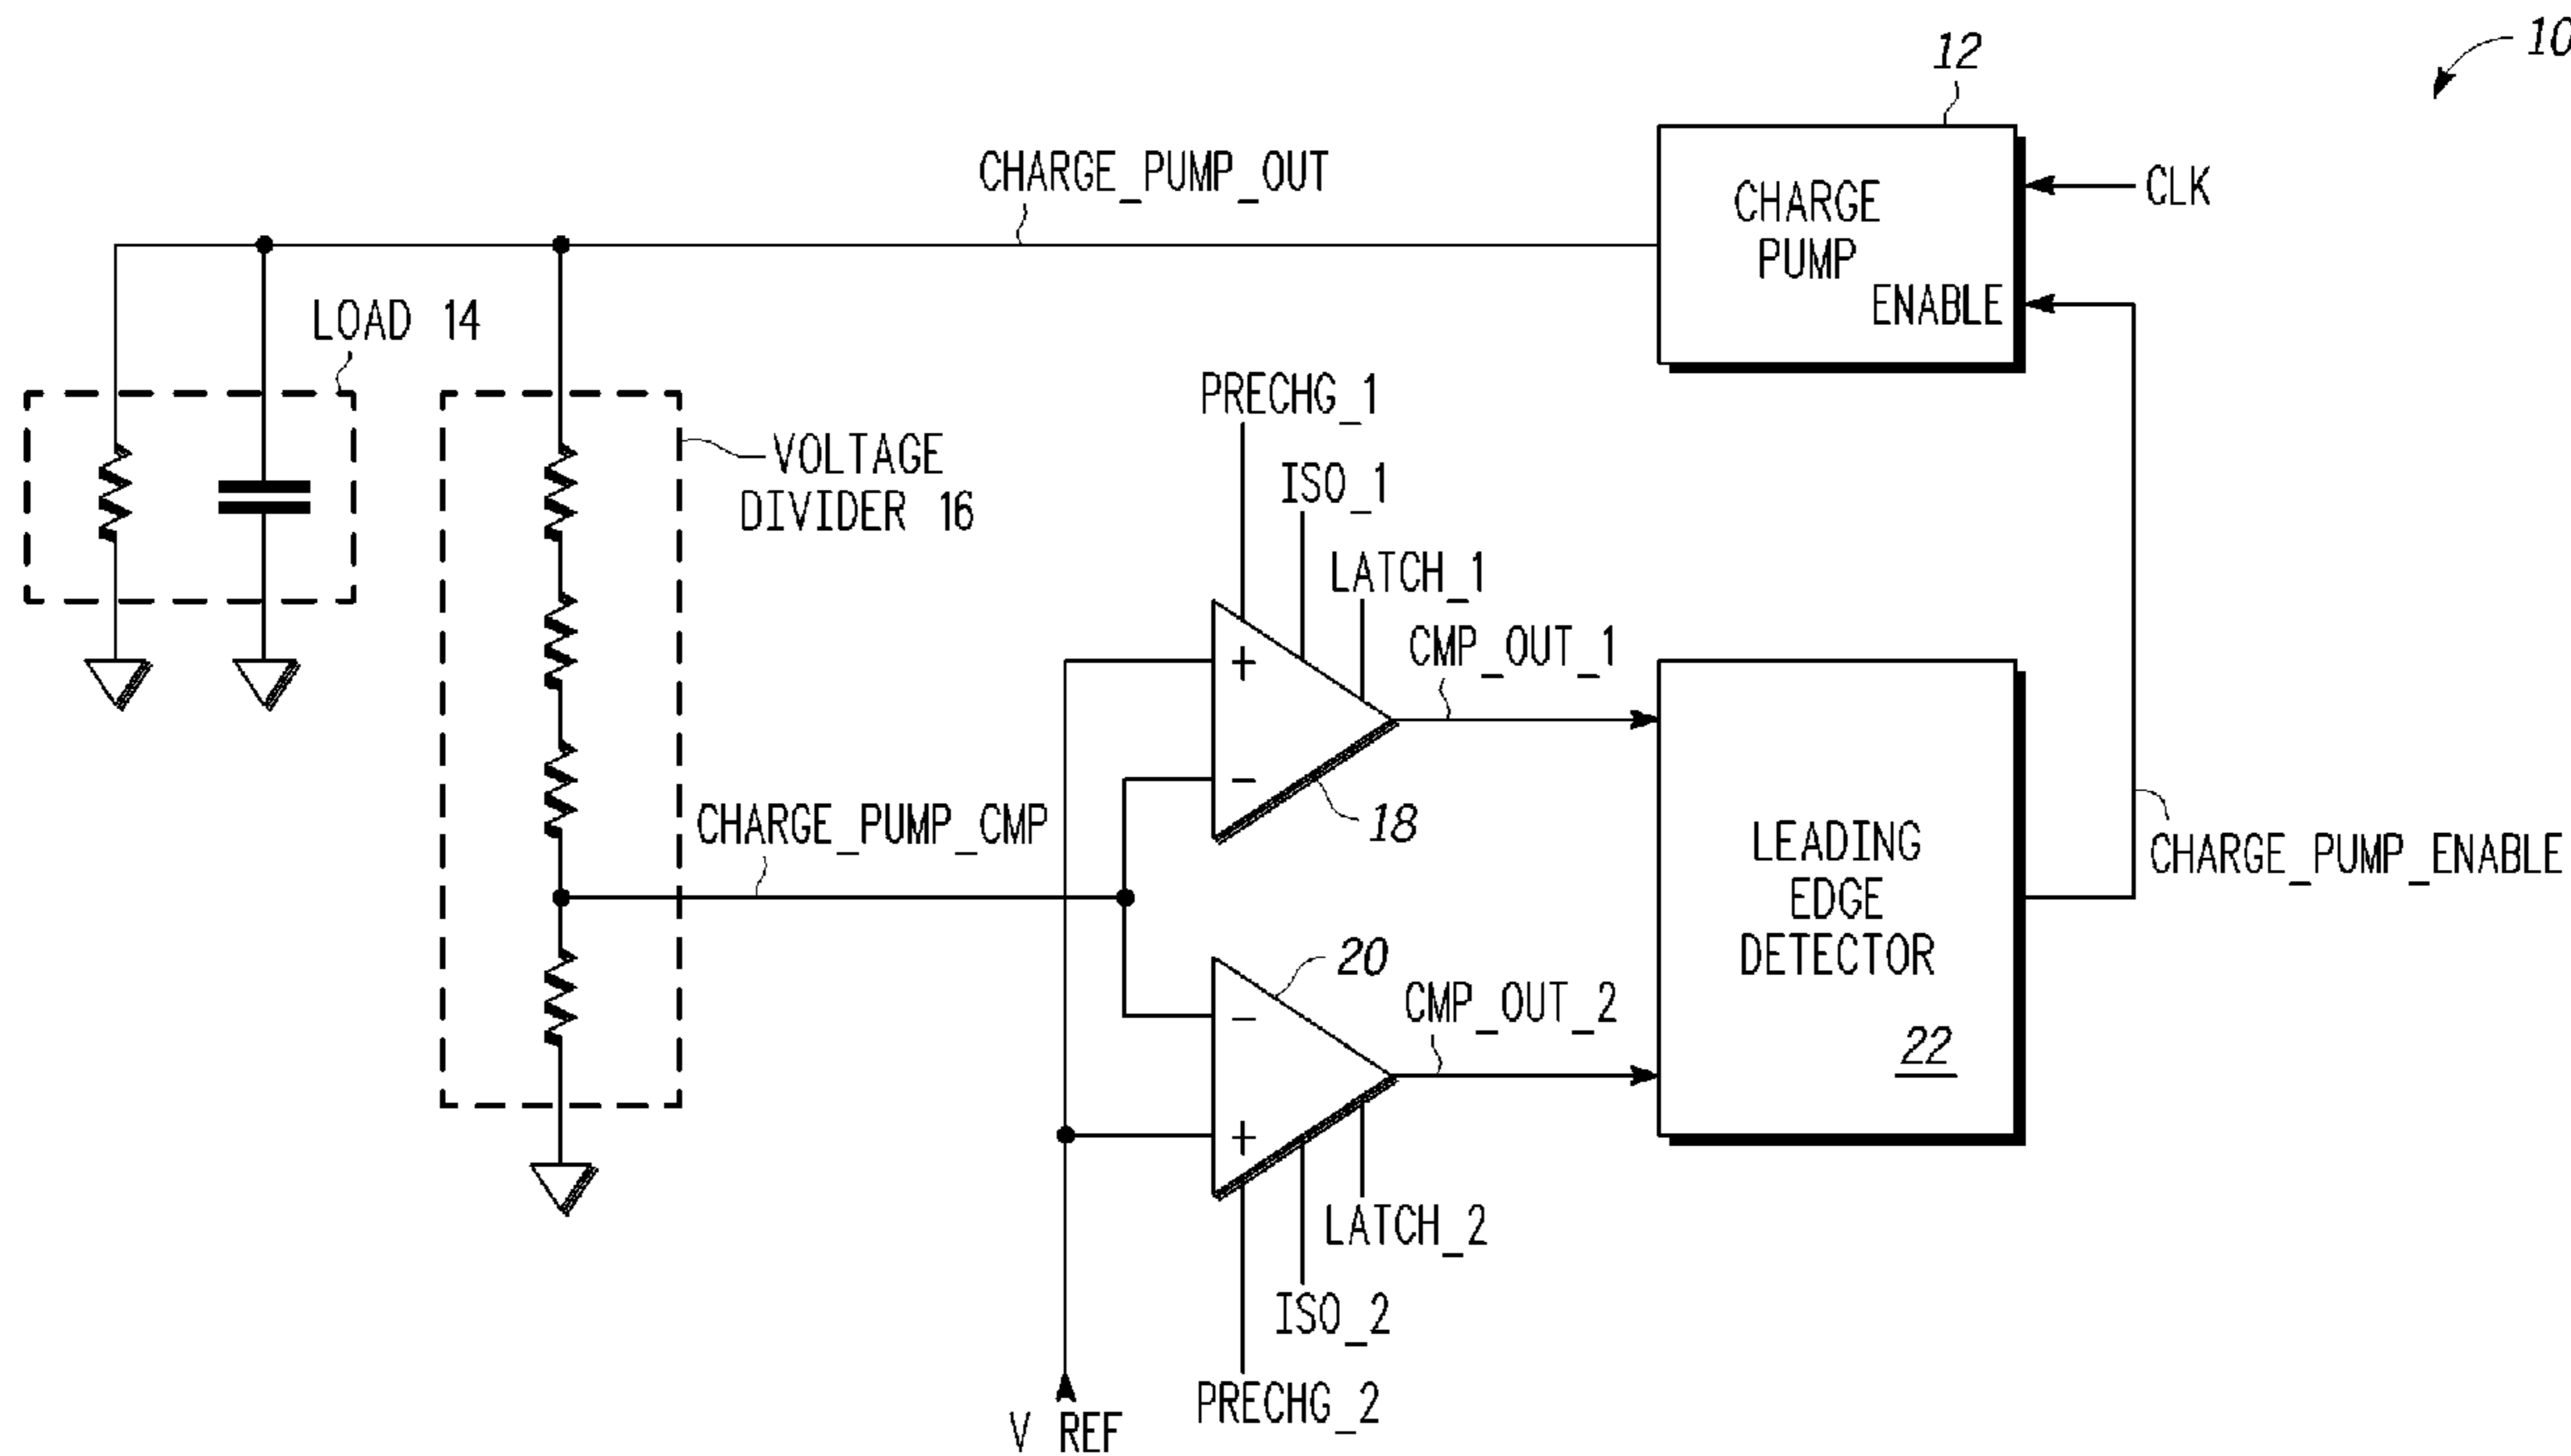 10
12
CHARGE_PUMP_OUT
CHARGE
PUMP
CLK
ENABLE
LOAD 14
PRECHG_1
VOLTAGE
DIVIDER 16
ISO_1
LATCH_1
CMP_OUT_1
+
−
18
CHARGE_PUMP_CMP
LEADING
EDGE
DETECTOR
22
CHARGE_PUMP_ENABLE
20
CMP_OUT_2
−
+
LATCH_2
ISO_2
PRECHG_2
V REF